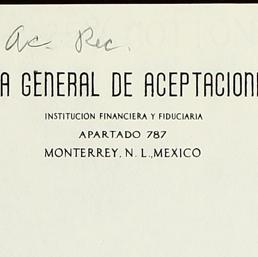 Ac. Rec.
A GENERAL DE ACEPTACION
INSTITUCION FINANCIERA Y FIDUCIARIA
APARTADO 787
MONTERREY, N. L., MEXICO